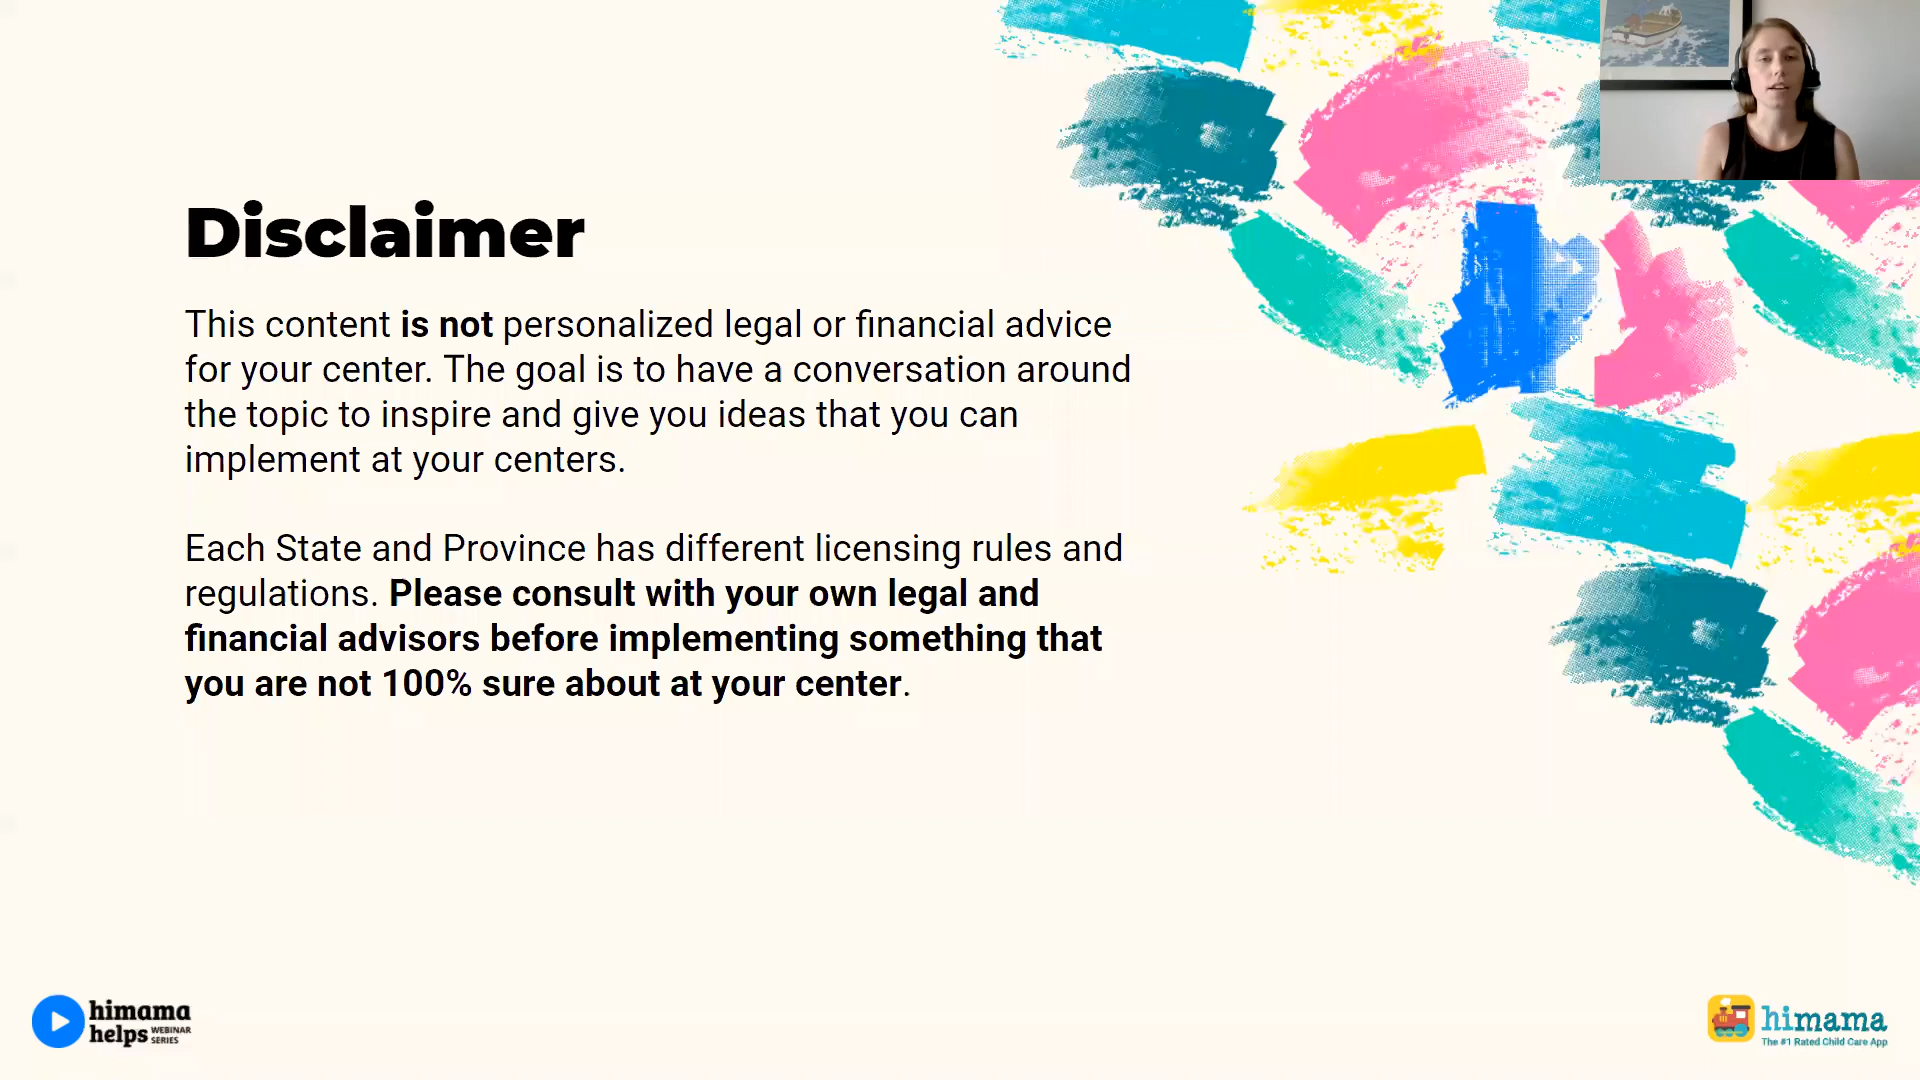 Disclaimer
This content is not personalized legal or financial advice
for your center. The goal is to have a conversation around
the topic to inspire and give you ideas that you can
implement at your centers.
Each State and Province has different licensing rules and
regulations. Please consult with your own legal and
financial advisors before implementing something that
you are not 100% sure about at your center.
himama
helps WEBINAR
SERIES
himama
The #1 Rated Child Care App